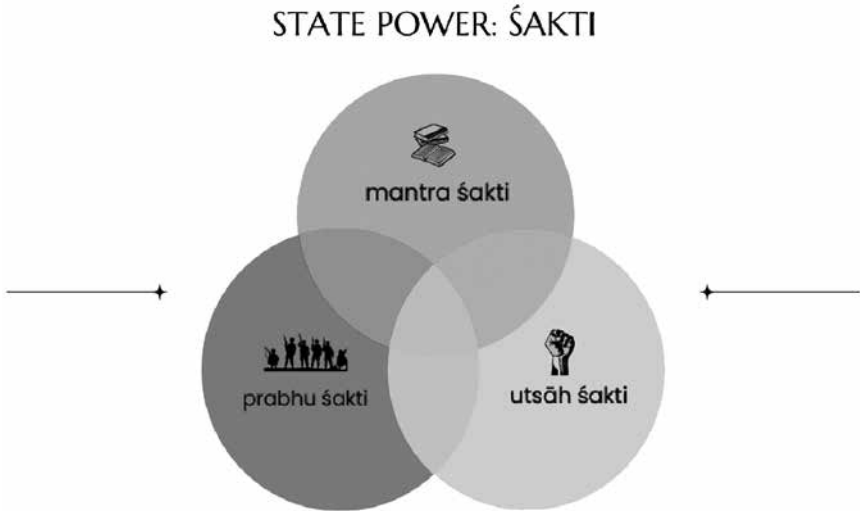 STATE POWER: ŚAKTI
mantra śakti
prabhu śakti
utsāh śakti